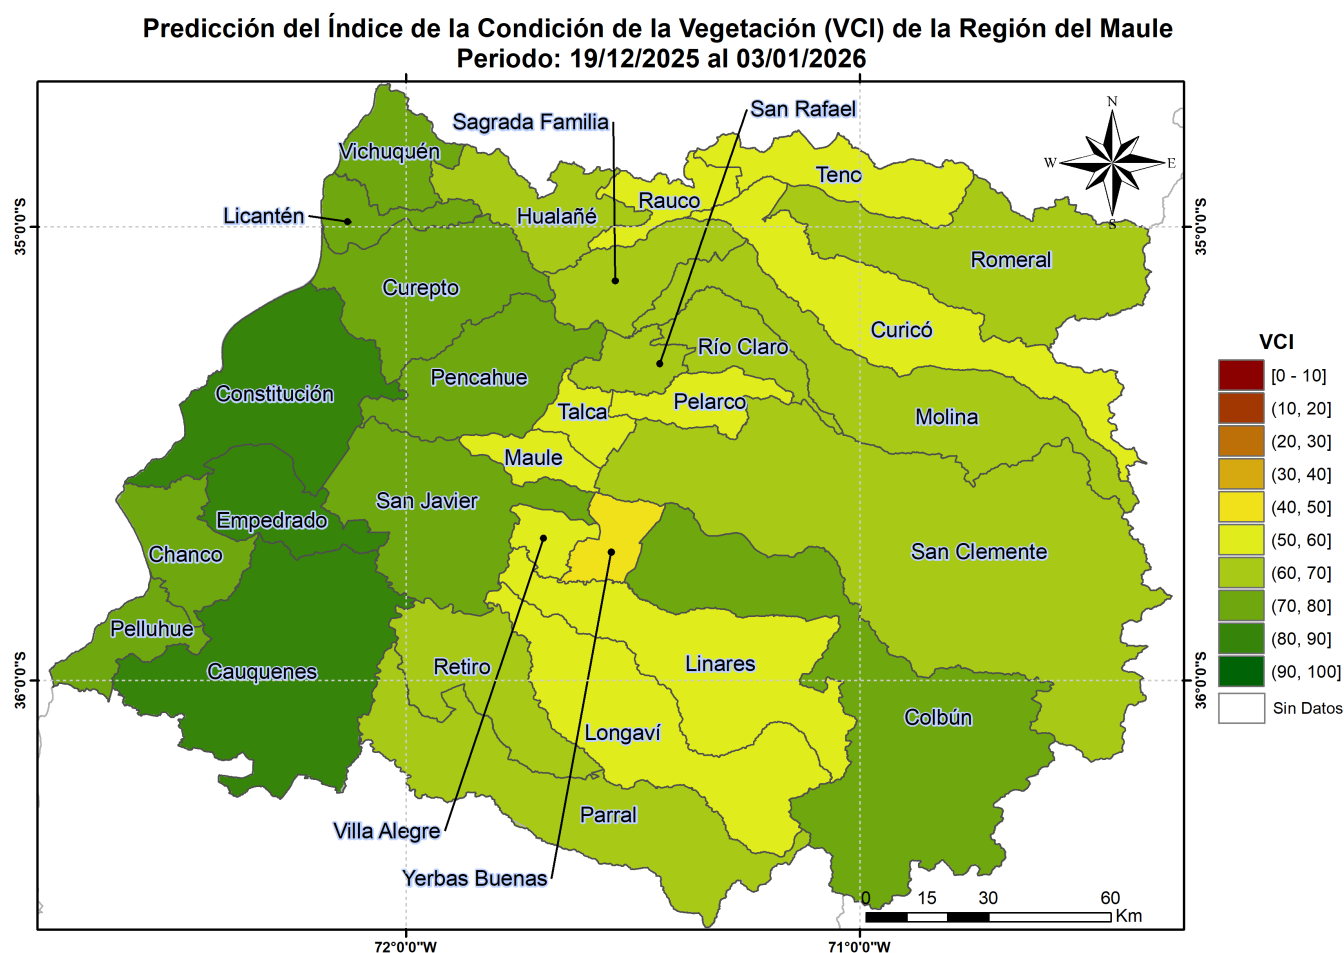 Predicción del Índice de la Condición de la Vegetación (VCI) de la Región del Maule
Periodo: 19/12/2025 al 03/01/2026
San Rafael
Sagrada Familia
N
W
E
S
Vichuquén
Teno
Rauco
Licantén
Hualañé
35°0'0"S
35°0'0"S
Romeral
Curepto
Curicó
Río Claro
Pencahue
Constitución
Talca
Pelarco
Molina
Maule
San Javier
Empedrado
Chanco
San Clemente
Pelluhue
Cauquenes
Retiro
Linares
36°0'0"S
36°0'0"S
Colbún
Longaví
Parral
Villa Alegre
Yerbas Buenas
VCI
[0 - 10]
(10, 20]
(20, 30]
(30, 40]
(40, 50]
(50, 60]
(60, 70]
(70, 80]
(80, 90]
(90, 100]
Sin Datos
0 15 30 60
Km
72°0'0"W
71°0'0"W